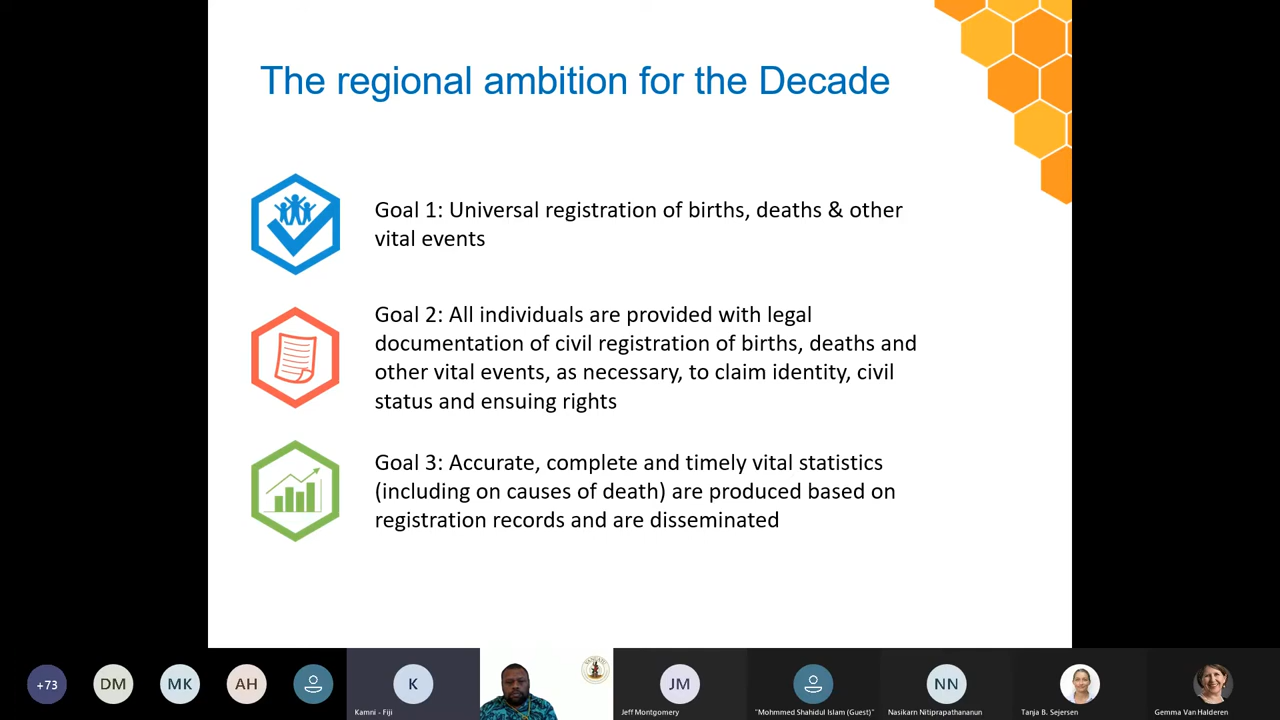 The regional ambition for the Decade
Goal 1: Universal registration of births, deaths & other
vital events
Goal 2: All individuals are provided with legal
documentation of civil registration of births, deaths and
other vital events, as necessary, to claim identity, civil
status and ensuing rights
Goal 3: Accurate, complete and timely vital statistics
(including on causes of death) are produced based on
registration records and are disseminated
+73
DM
MK
AH
K
JM
NN
Kamni - Fiji
Jeff Montgomery
"Mohmmed Shahidul Islam (Guest)"
Nasikarn Nitiprapathananun
Tanja B. Sejersen
Gemma Van Halderen